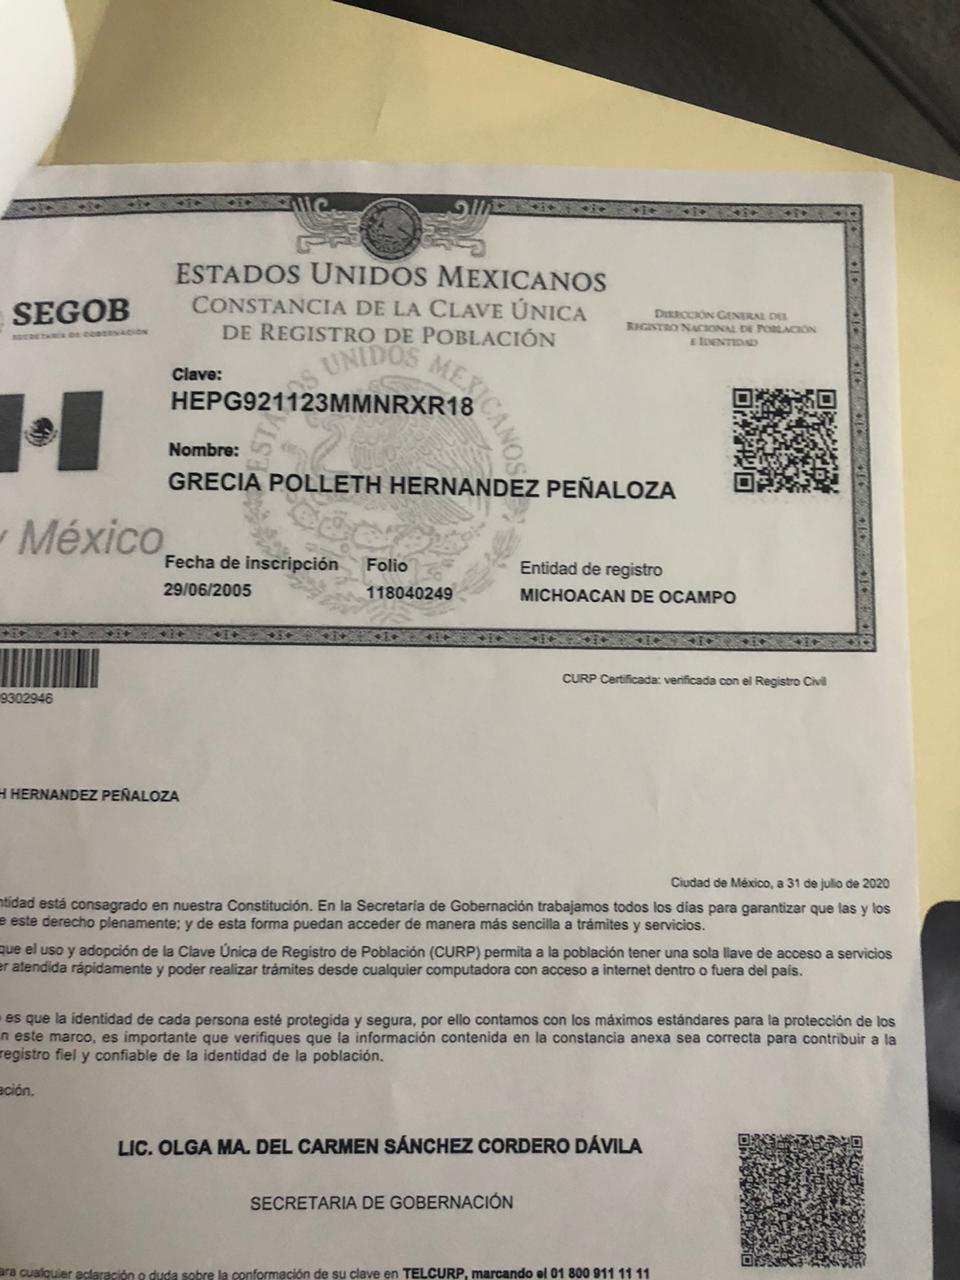 ESTADOS UNIDOS MEXICANOS
CONSTANCIA DE LA CLAVE ÚNICA
DE REGISTRO DE POBLACIÓN
SEGOB
SECRETARÍA DE GOBERNACIÓN
DIRECCIÓN GENERAL DEL
REGISTRO NACIONAL DE POBLACIÓN
E IDENTIDAD
ESTADOS UNIDOS MEXICANOS
Clave:
HEPG921123MMNRXR18
Nombre:
GRECIA POLLETH HERNANDEZ PEÑALOZA
México
Fecha de inscripción Folio Entidad de registro
29/06/2005 118040249 MICHOACAN DE OCAMPO
9302946
CURP Certificada: verificada con el Registro Civil
H HERNANDEZ PEÑALOZA
Ciudad de México, a 31 de julio de 2020
ntidad está consagrado en nuestra Constitución. En la Secretaría de Gobernación trabajamos todos los días para garantizar que las y los
e este derecho plenamente; y de esta forma puedan acceder de manera más sencilla a trámites y servicios.
que el uso y adopción de la Clave Única de Registro de Población (CURP) permita a la población tener una sola llave de acceso a servicios
er atendida rápidamente y poder realizar trámites desde cualquier computadora con acceso a internet dentro o fuera del país.
es que la identidad de cada persona esté protegida y segura, por ello contamos con los máximos estándares para la protección de los
n este marco, es importante que verifiques que la información contenida en la constancia anexa sea correcta para contribuir a la
registro fiel y confiable de la identidad de la población.
ación.
LIC. OLGA MA. DEL CARMEN SÁNCHEZ CORDERO DÁVILA
SECRETARIA DE GOBERNACIÓN
ara cualquier aclaración o duda sobre la conformación de su clave en TELCURP, marcando el 01 800 911 11 11